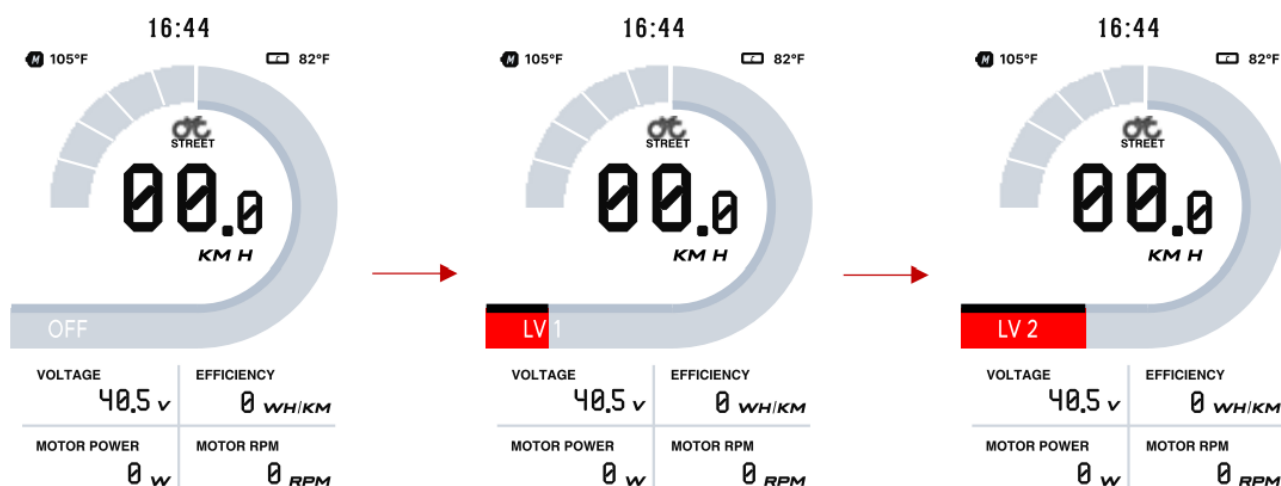 16:44
M 105°F C 82°F
STREET
00.0
KM H
OFF
VOLTAGE EFFICIENCY
40.5 V 0 WH/KM
MOTOR POWER MOTOR RPM
0 W 0 RPM
16:44
M 105°F C 82°F
STREET
00.0
KM H
LV 1
VOLTAGE EFFICIENCY
40.5 V 0 WH/KM
MOTOR POWER MOTOR RPM
0 W 0 RPM
16:44
M 105°F C 82°F
STREET
00.0
KM H
LV 2
VOLTAGE EFFICIENCY
40.5 V 0 WH/KM
MOTOR POWER MOTOR RPM
0 W 0 RPM